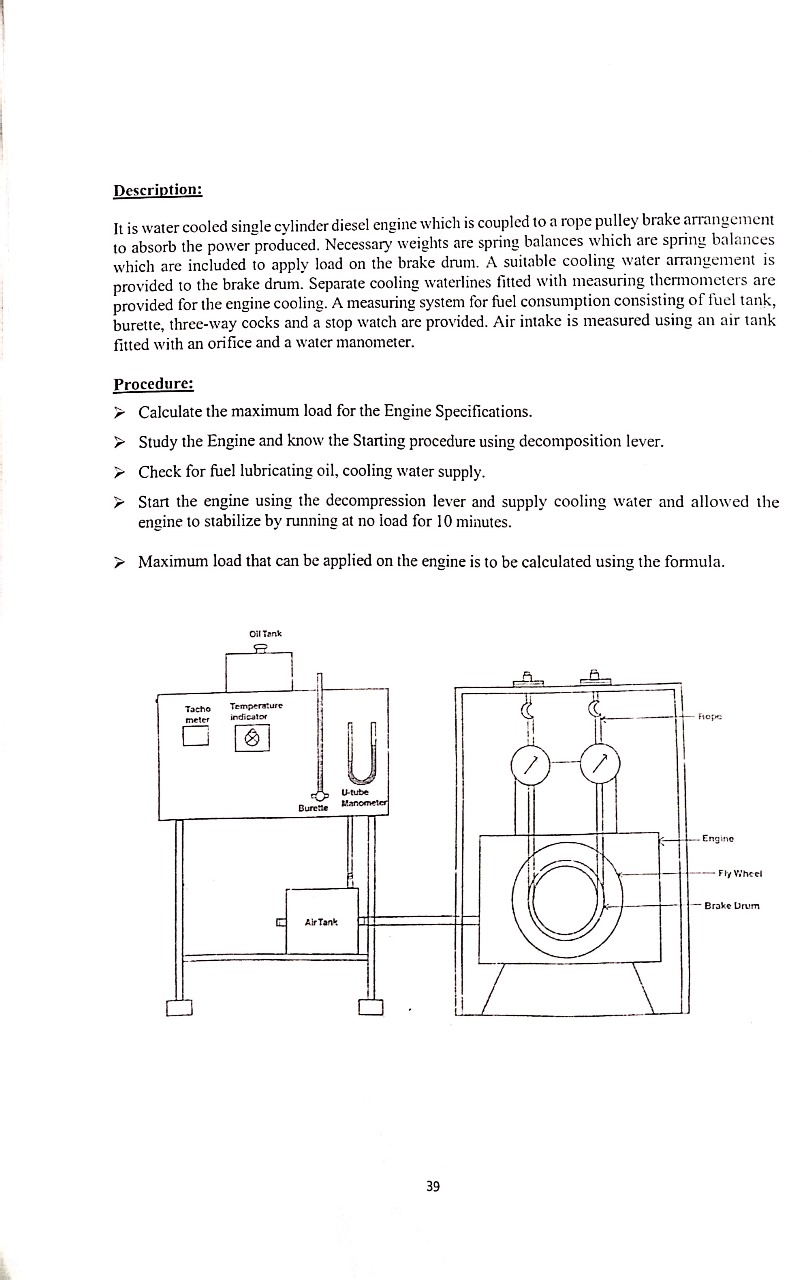 Description:
It is water cooled single cylinder diesel engine which is coupled to a rope pulley brake arrangement
to absorb the power produced. Necessary weights are spring balances which are spring balances
which are included to apply load on the brake drum. A suitable cooling water arrangement is
provided to the brake drum. Separate cooling waterlines fitted with measuring thermometers are
provided for the engine cooling. A measuring system for fuel consumption consisting of fuel tank,
burette, three-way cocks and a stop watch are provided. Air intake is measured using an air tank
fitted with an orifice and a water manometer.
Procedure:
➢ Calculate the maximum load for the Engine Specifications.
➢ Study the Engine and know the Starting procedure using decomposition lever.
➢ Check for fuel lubricating oil, cooling water supply.
➢ Start the engine using the decompression lever and supply cooling water and allowed the
engine to stabilize by running at no load for 10 minutes.
➢ Maximum load that can be applied on the engine is to be calculated using the formula.
Oil Tank
Tacho
meter
Temperature
indicator
Burette
U-tube
Manometer
Air Tank
Rope
Engine
Fly Wheel
Brake Drum
39